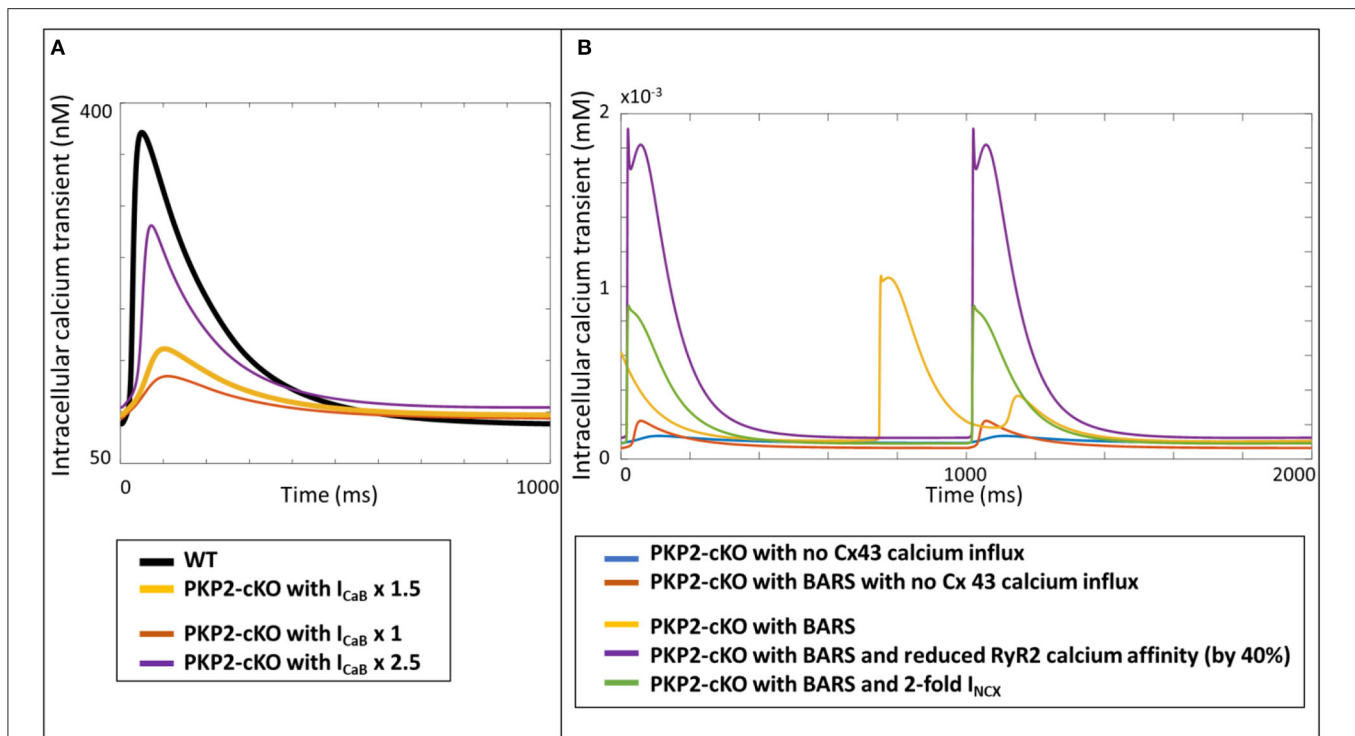 A
Intracellular calcium transient (nM)
400
50
0
1000
Time (ms)
WT
PKP2-cKO with I_CaB x 1.5
PKP2-cKO with I_CaB x 1
PKP2-cKO with I_CaB x 2.5
B
Intracellular calcium transient (mM)
x10⁻³
2
1
0
0
1000
2000
Time (ms)
PKP2-cKO with no Cx43 calcium influx
PKP2-cKO with BARS with no Cx 43 calcium influx
PKP2-cKO with BARS
PKP2-cKO with BARS and reduced RyR2 calcium affinity (by 40%)
PKP2-cKO with BARS and 2-fold I_NCX